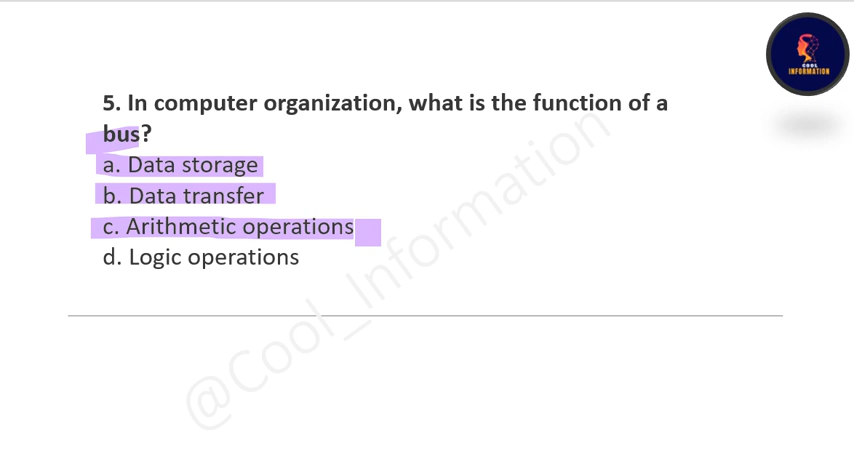 COOL
INFORMATION
5. In computer organization, what is the function of a
bus?
a. Data storage
b. Data transfer
c. Arithmetic operations
d. Logic operations
@Cool_Information